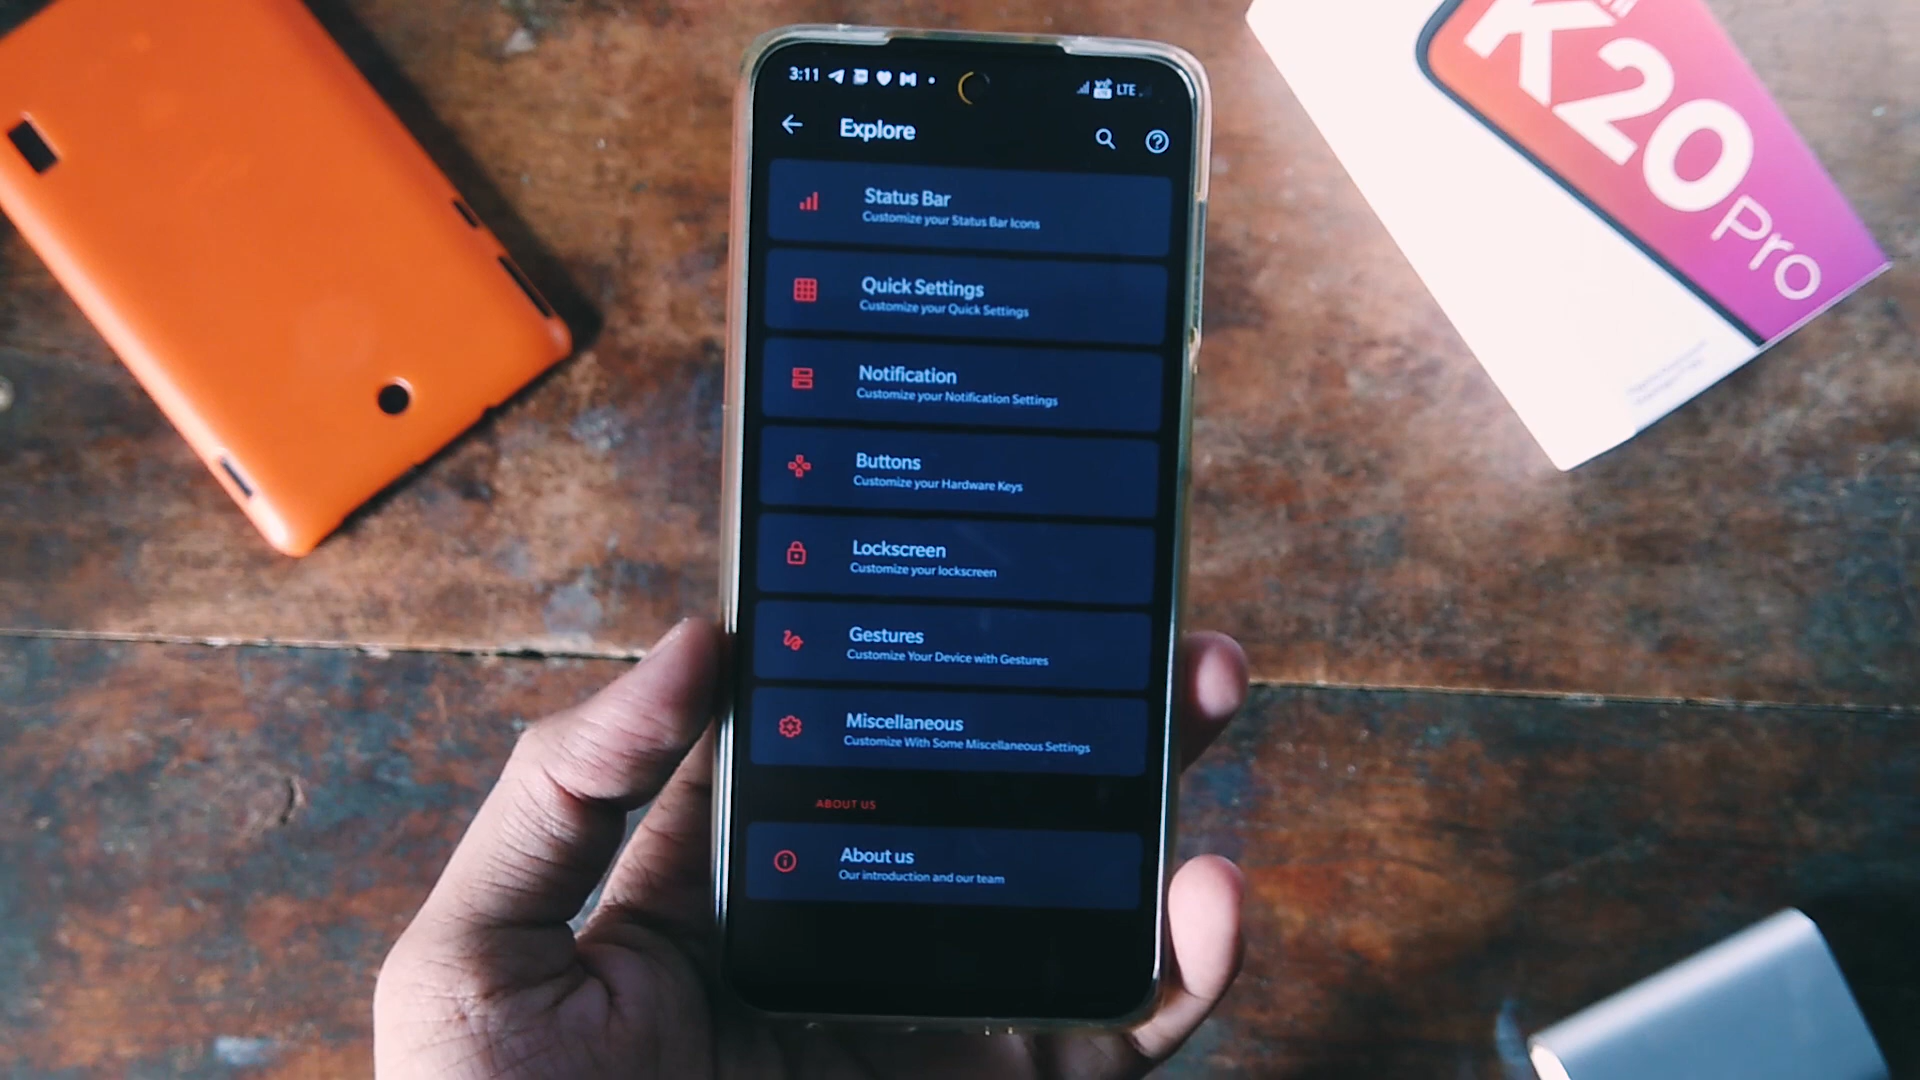 3:11
LTE
Explore
Status Bar
Customize your Status Bar Icons
Quick Settings
Customize your Quick Settings
Notification
Customize your Notification Settings
Buttons
Customize your Hardware Keys
Lockscreen
Customize your lockscreen
Gestures
Customize Your Device with Gestures
Miscellaneous
Customize With Some Miscellaneous Settings
ABOUT US
About us
Our introduction and our team
K20
Pro